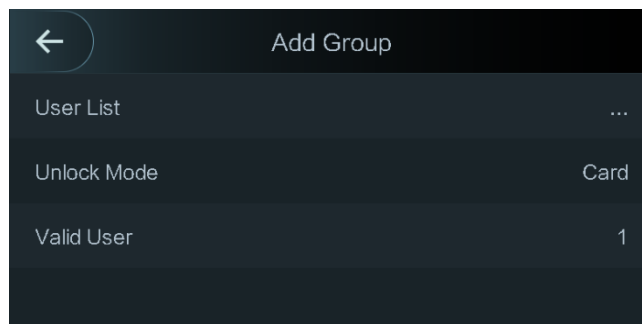 Add Group
User List ...
Unlock Mode Card
Valid User 1